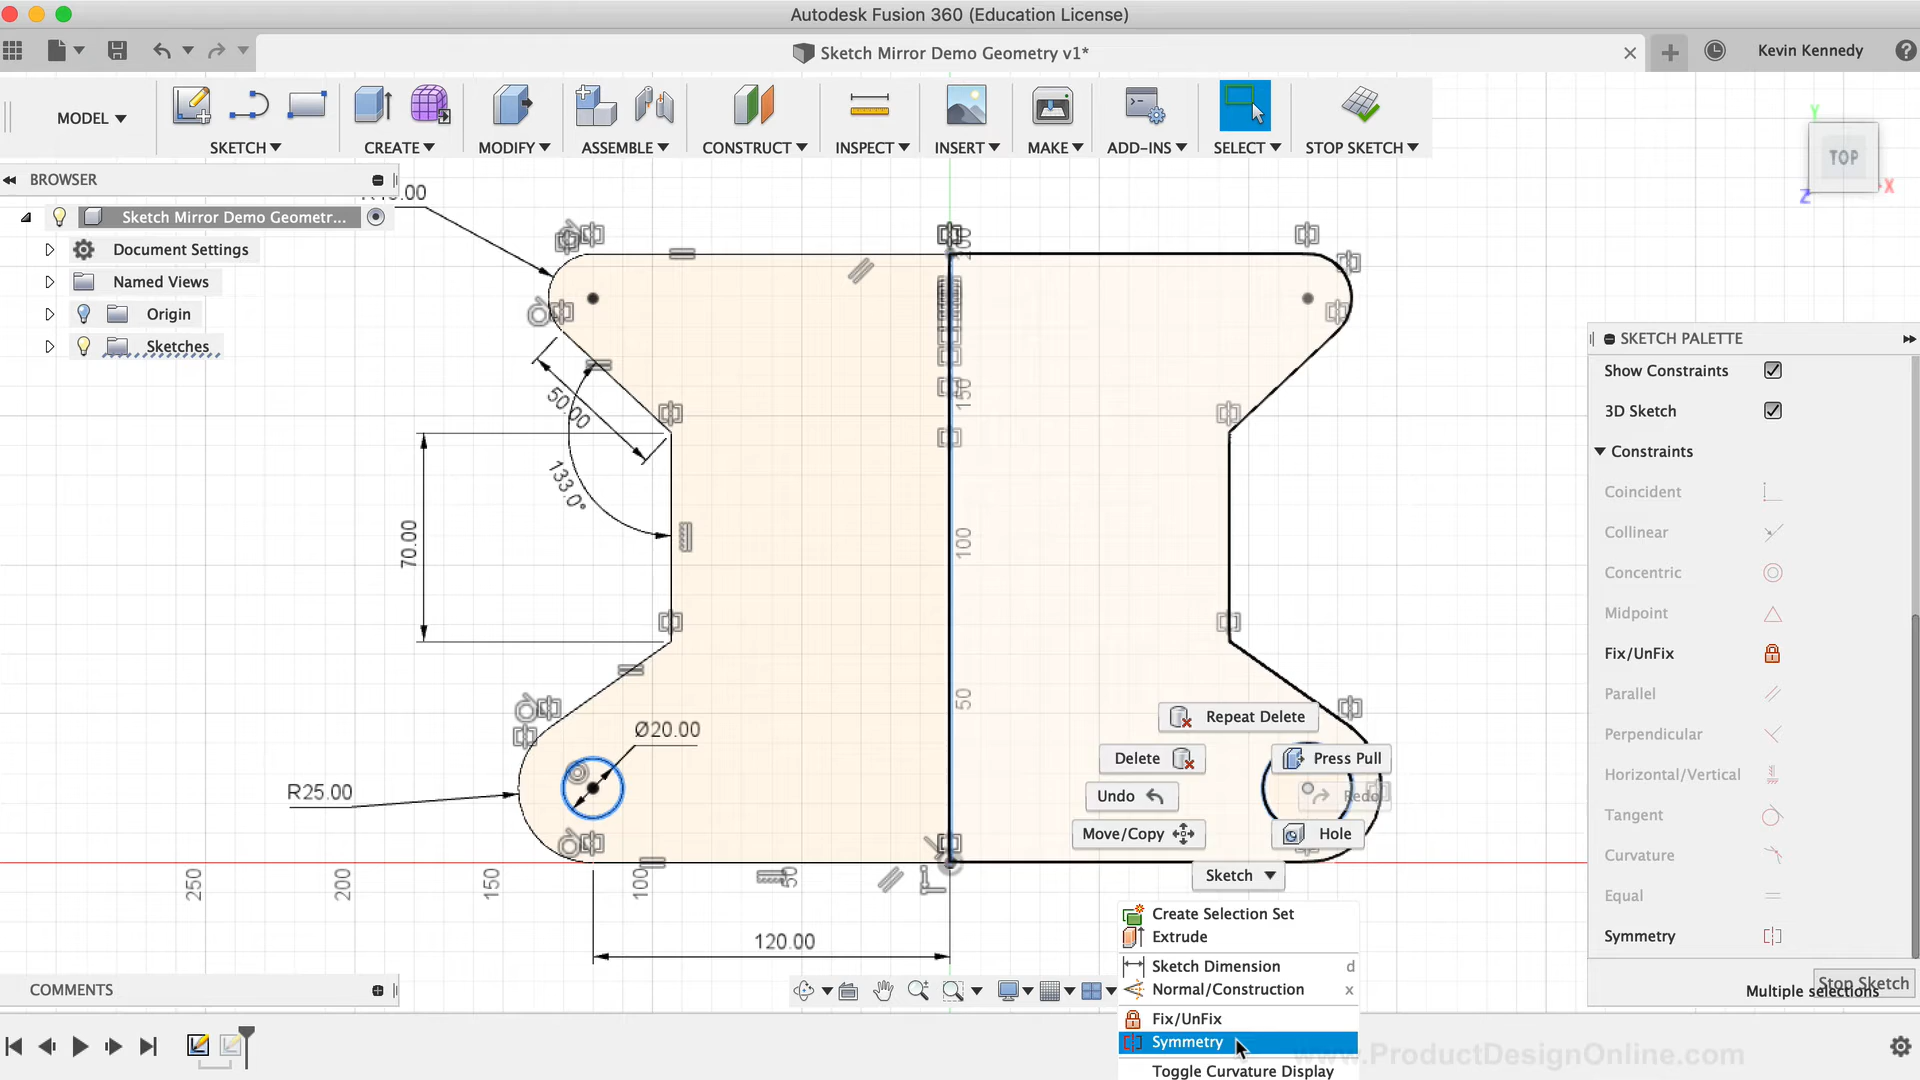 Autodesk Fusion 360 (Education License)
Sketch Mirror Demo Geometry v1*
Kevin Kennedy
MODEL
SKETCH
CREATE
MODIFY
ASSEMBLE
CONSTRUCT
INSPECT
INSERT
MAKE
ADD-INS
SELECT
STOP SKETCH
Y
TOP
X
Z
BROWSER
Sketch Mirror Demo Geometr...
Document Settings
Named Views
Origin
Sketches
200
150
100
50
50.00
133.0°
70.00
Ø20.00
R25.00
120.00
250
200
150
100
50
SKETCH PALETTE
Show Constraints
3D Sketch
Constraints
Coincident
Collinear
Concentric
Midpoint
Fix/UnFix
Parallel
Perpendicular
Horizontal/Vertical
Tangent
Curvature
Equal
Symmetry
Stop Sketch
Multiple selections
Repeat Delete
Delete
Press Pull
Undo
Redo
Move/Copy
Hole
Sketch
Create Selection Set
Extrude
Sketch Dimension d
Normal/Construction x
Fix/UnFix
Symmetry
Toggle Curvature Display
COMMENTS
www.ProductDesignOnline.com